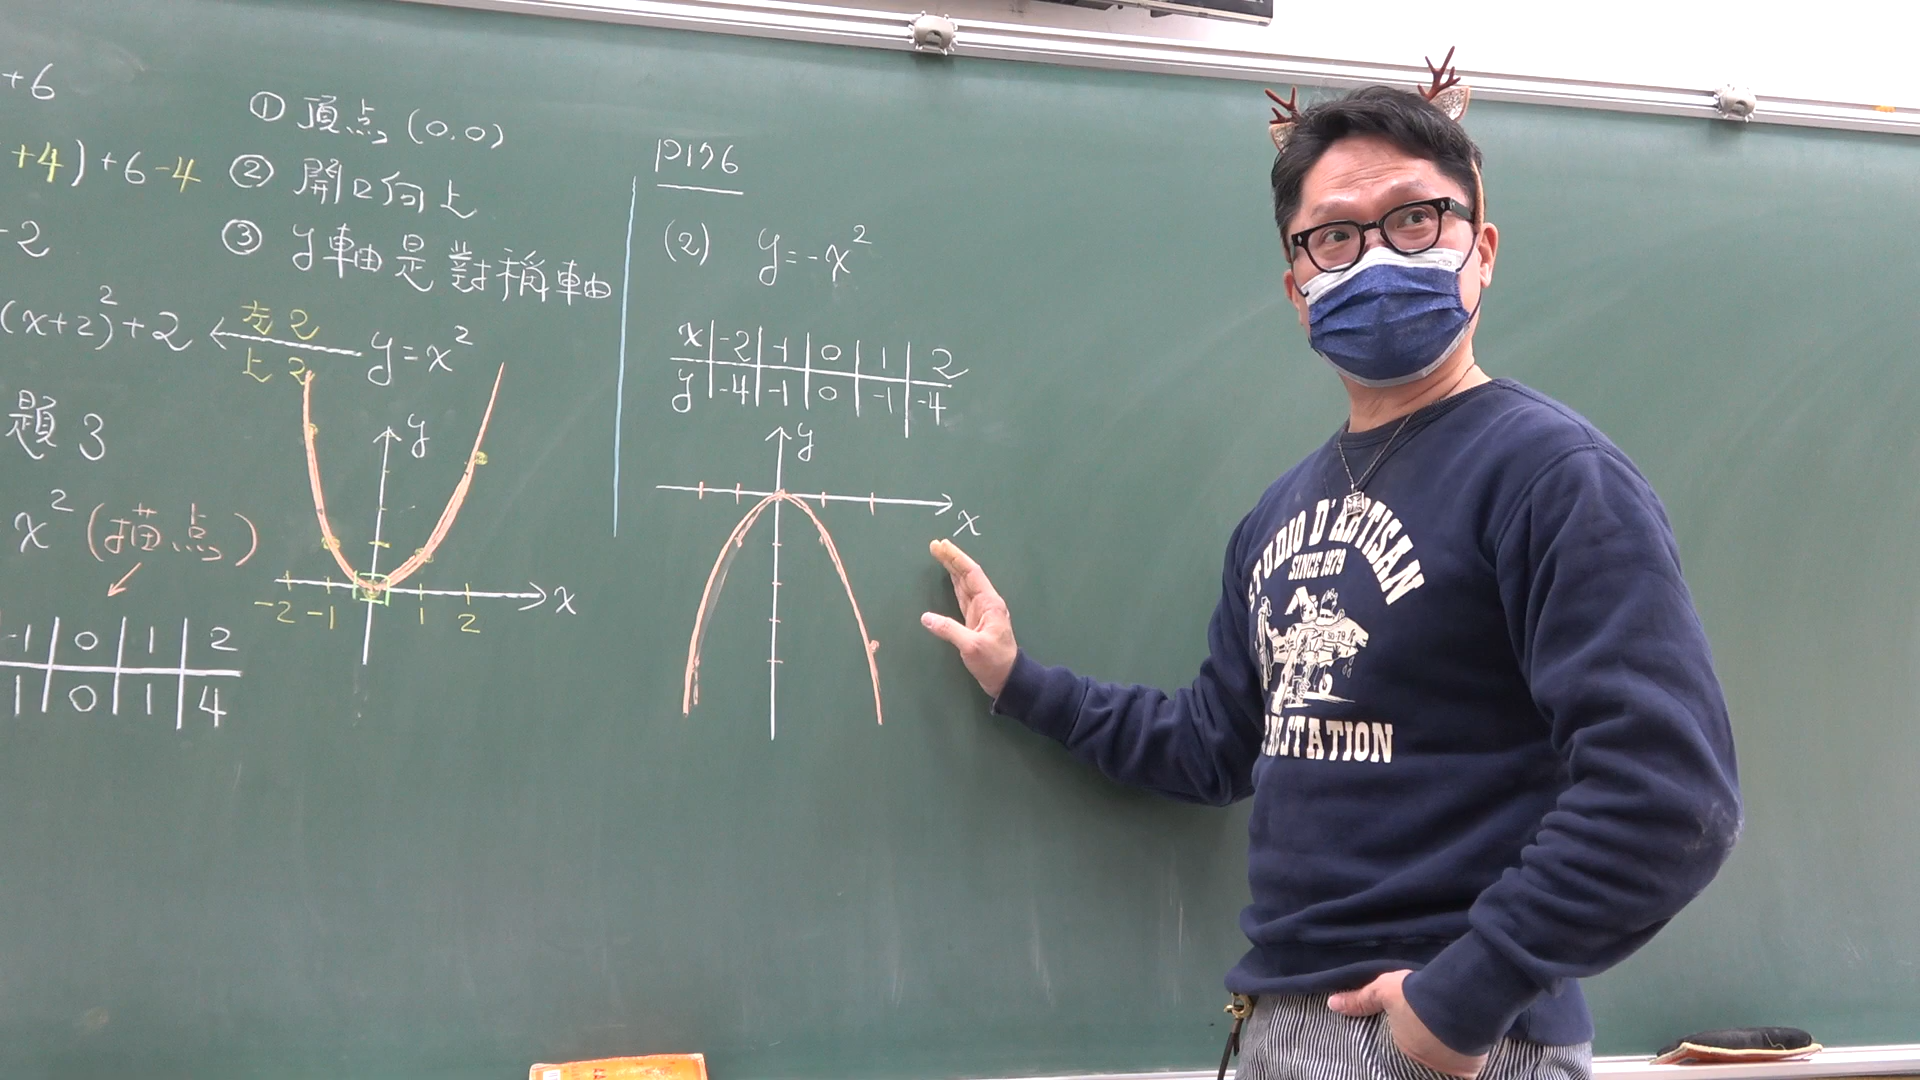 +6
+4)+6-4
-2
(x+2)²+2 ← 左2 上2 y=x²
題3
x²(描点)
-1 0 1 2
1 0 1 4
① 頂点(0,0)
② 開口向上
③ y軸是對稱軸
y
x
-2 -1 1 2
P176
(2) y=-x²
x -2 -1 0 1 2
y -4 -1 0 -1 -4
y
x
STUDIO D'ARTISAN
SINCE 1979
SD-79
STATION